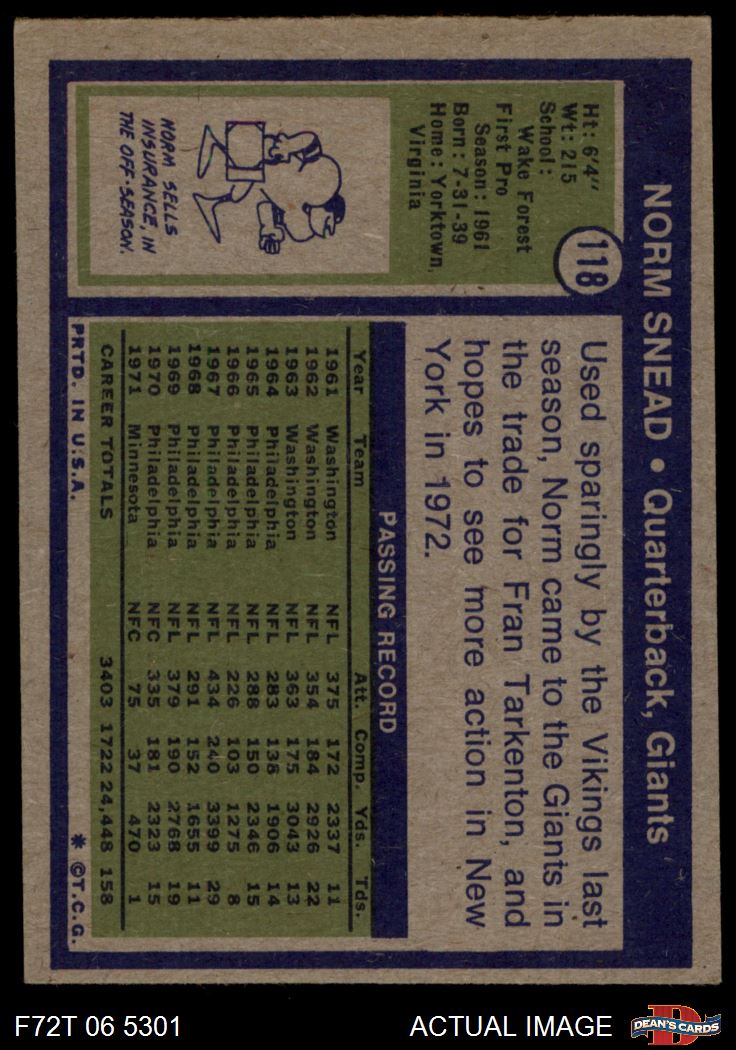 NORM SNEAD • Quarterback, Giants
118
Ht: 6'4"
Wt: 215
School:
Wake Forest
First Pro
Season: 1961
Born: 7-31-39
Home: Yorktown,
Virginia
NORM SELLS
INSURANCE, IN
THE OFF-SEASON.
Used sparingly by the Vikings last
season, Norm came to the Giants in
the trade for Fran Tarkenton, and
hopes to see more action in New
York in 1972.
PASSING RECORD
Year Team Att. Comp. Yds. Tds.
1961 Washington NFL 375 172 2337 11
1962 Washington NFL 354 184 2926 22
1963 Washington NFL 363 175 3043 13
1964 Philadelphia NFL 283 138 1906 14
1965 Philadelphia NFL 288 150 2346 15
1966 Philadelphia NFL 226 103 1275 8
1967 Philadelphia NFL 434 240 3399 29
1968 Philadelphia NFL 291 152 1655 11
1969 Philadelphia NFL 379 190 2768 19
1970 Philadelphia NFC 335 181 2323 15
1971 Minnesota NFC 75 37 470 1
CAREER TOTALS 3403 1722 24,448 158
PRTD. IN U.S.A. * © T.C.G.
F72T 06 5301 ACTUAL IMAGE DEAN'S CARDS